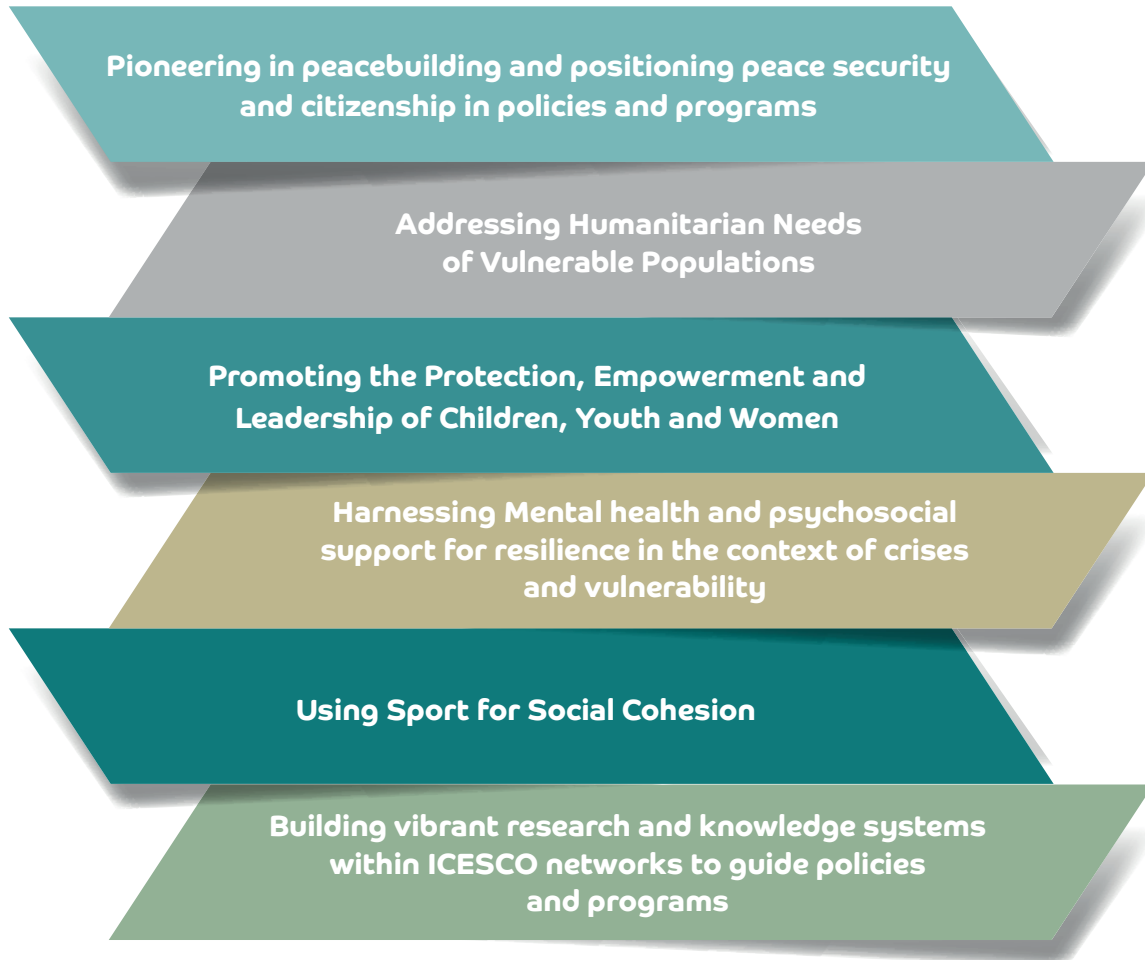 Pioneering in peacebuilding and positioning peace security
and citizenship in policies and programs
Addressing Humanitarian Needs
of Vulnerable Populations
Promoting the Protection, Empowerment and
Leadership of Children, Youth and Women
Harnessing Mental health and psychosocial
support for resilience in the context of crises
and vulnerability
Using Sport for Social Cohesion
Building vibrant research and knowledge systems
within ICESCO networks to guide policies
and programs